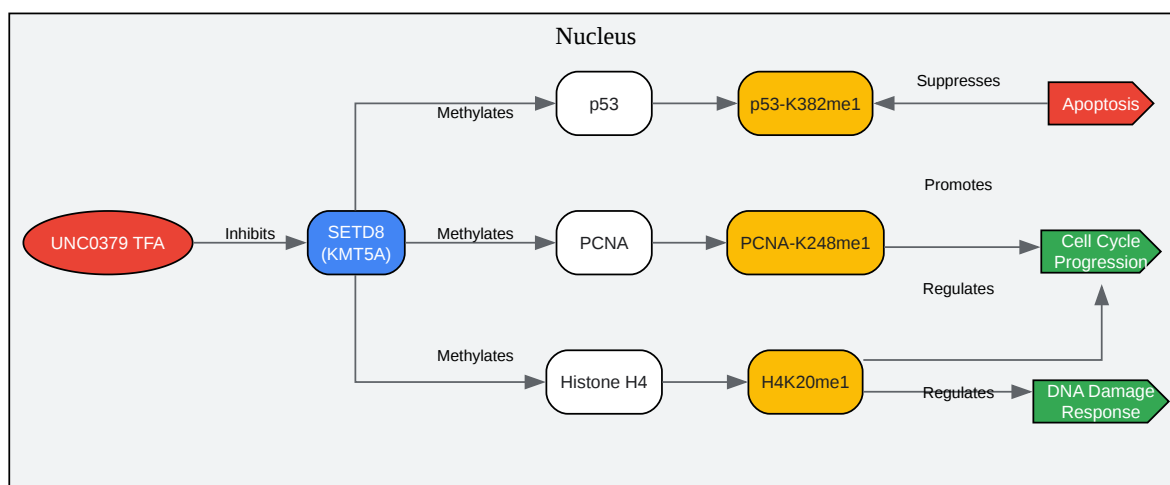 Nucleus
p53
p53-K382me1
Suppresses
Apoptosis
Methylates
Promotes
UNC0379 TFA
Inhibits
SETD8
(KMT5A)
Methylates
PCNA
PCNA-K248me1
Cell Cycle
Progression
Regulates
Methylates
Histone H4
H4K20me1
Regulates
DNA Damage
Response